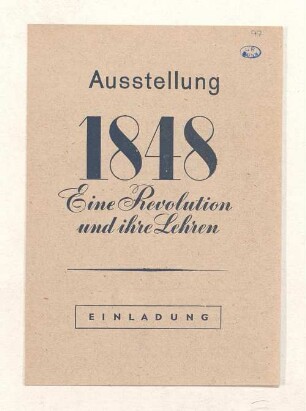 Ausstellung
1848
Eine Revolution
und ihre Lehren
EINLADUNG